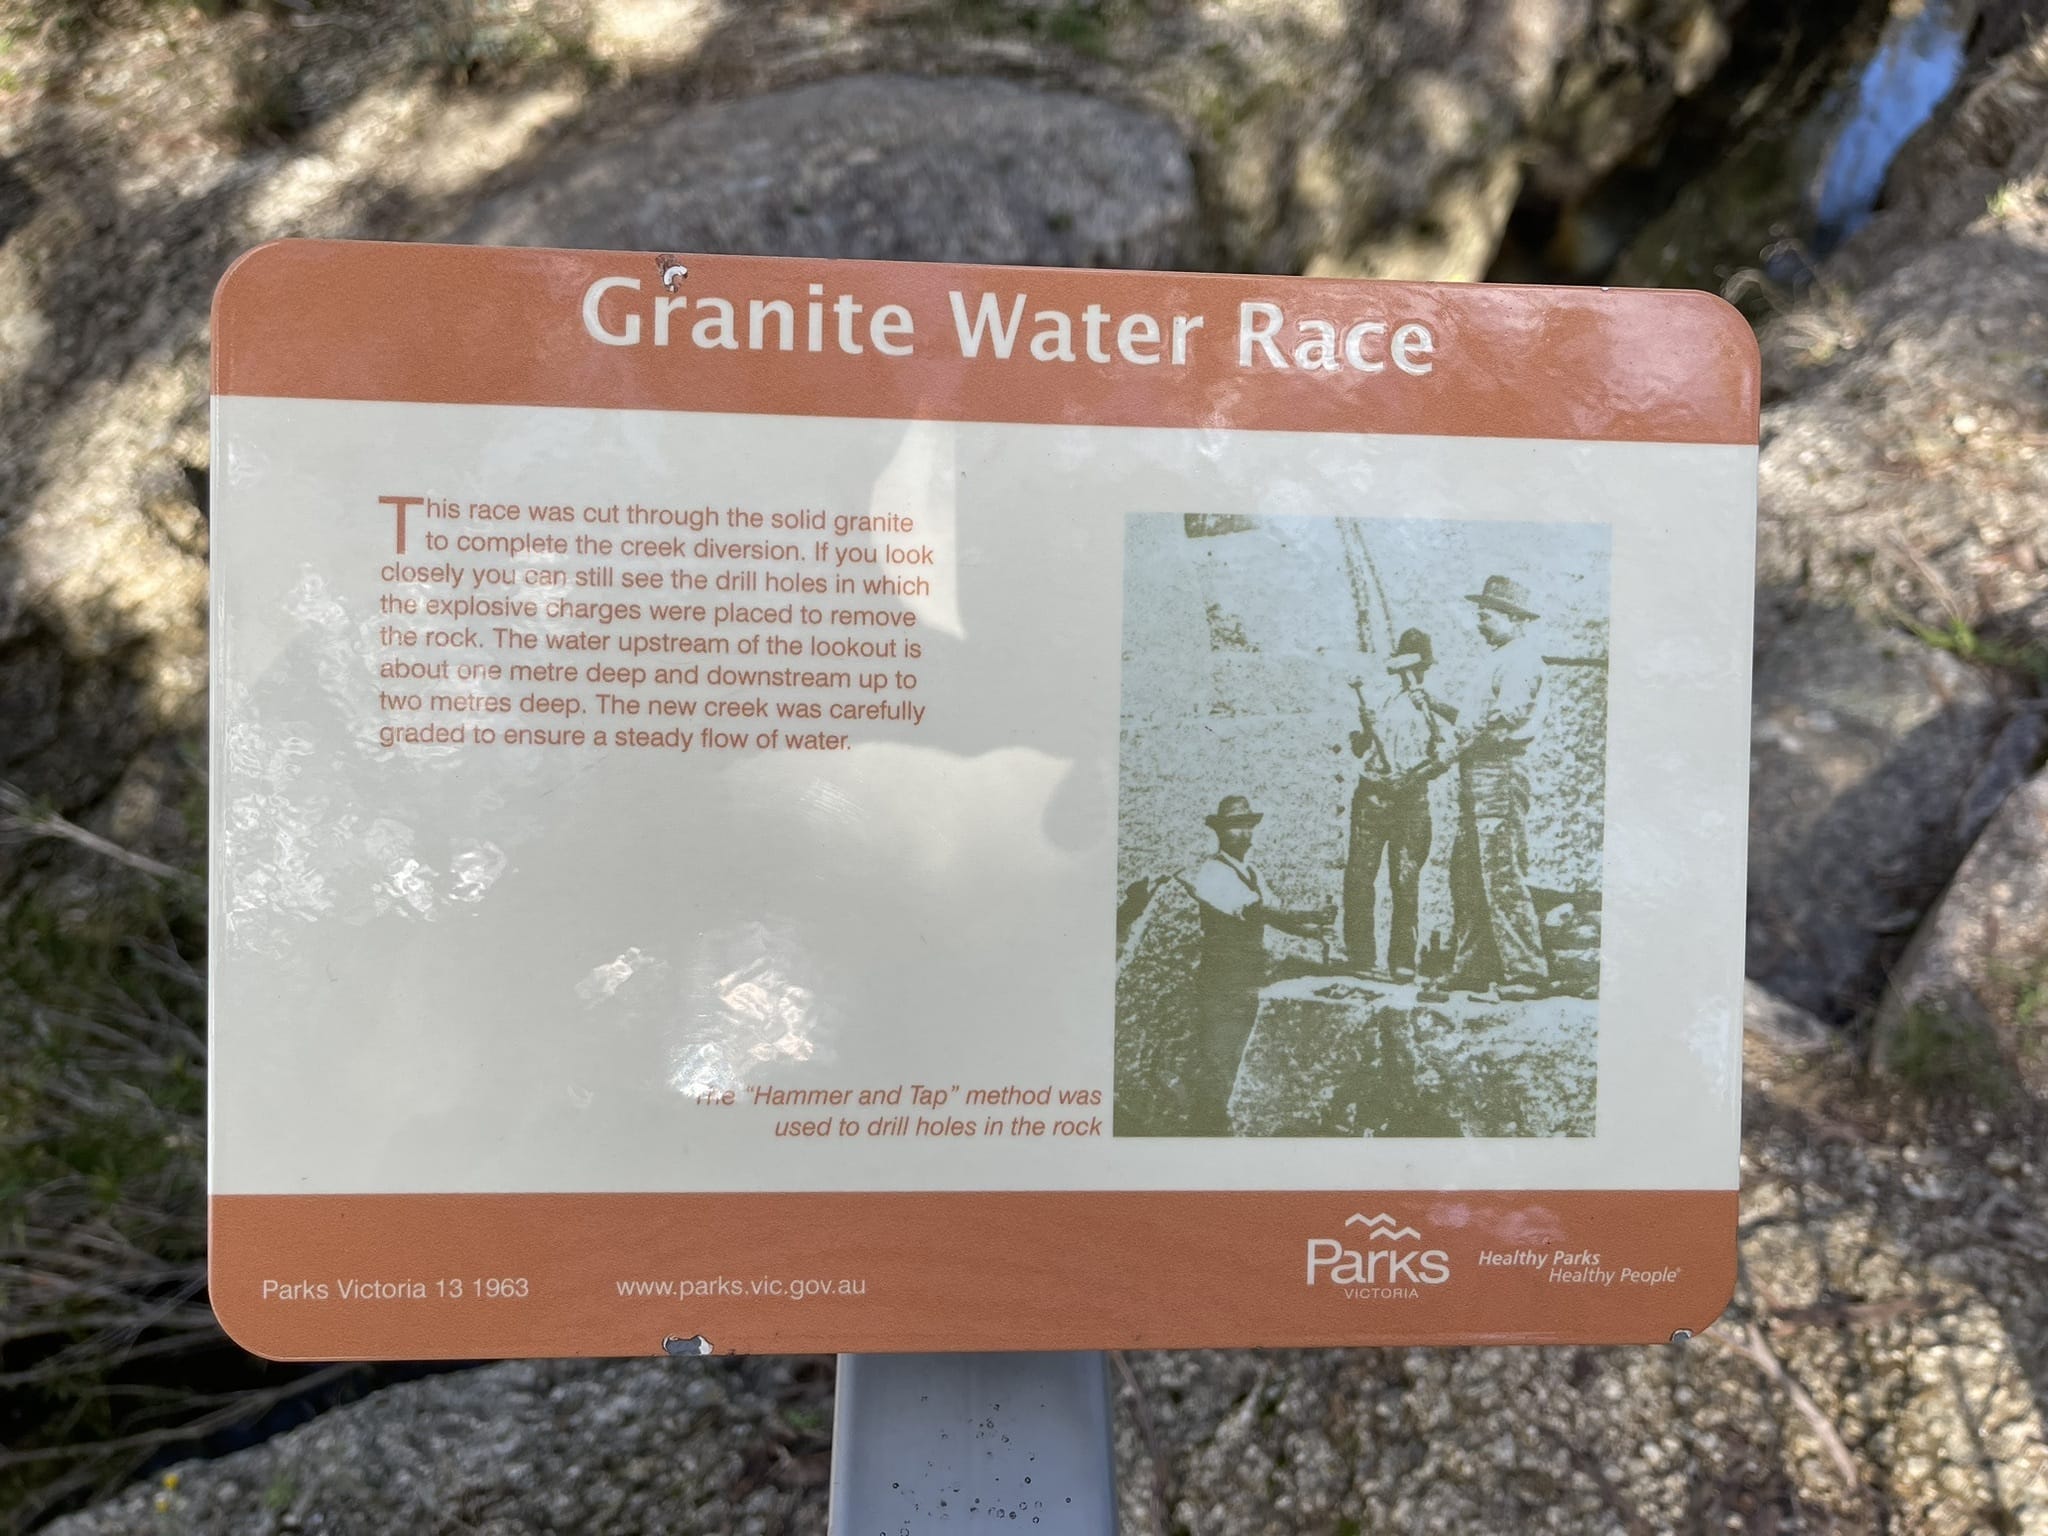 Granite Water Race
This race was cut through the solid granite
to complete the creek diversion. If you look
closely you can still see the drill holes in which
the explosive charges were placed to remove
the rock. The water upstream of the lookout is
about one metre deep and downstream up to
two metres deep. The new creek was carefully
graded to ensure a steady flow of water.
The “Hammer and Tap” method was
used to drill holes in the rock
Parks Victoria 13 1963
www.parks.vic.gov.au
Parks
VICTORIA
Healthy Parks
Healthy People®